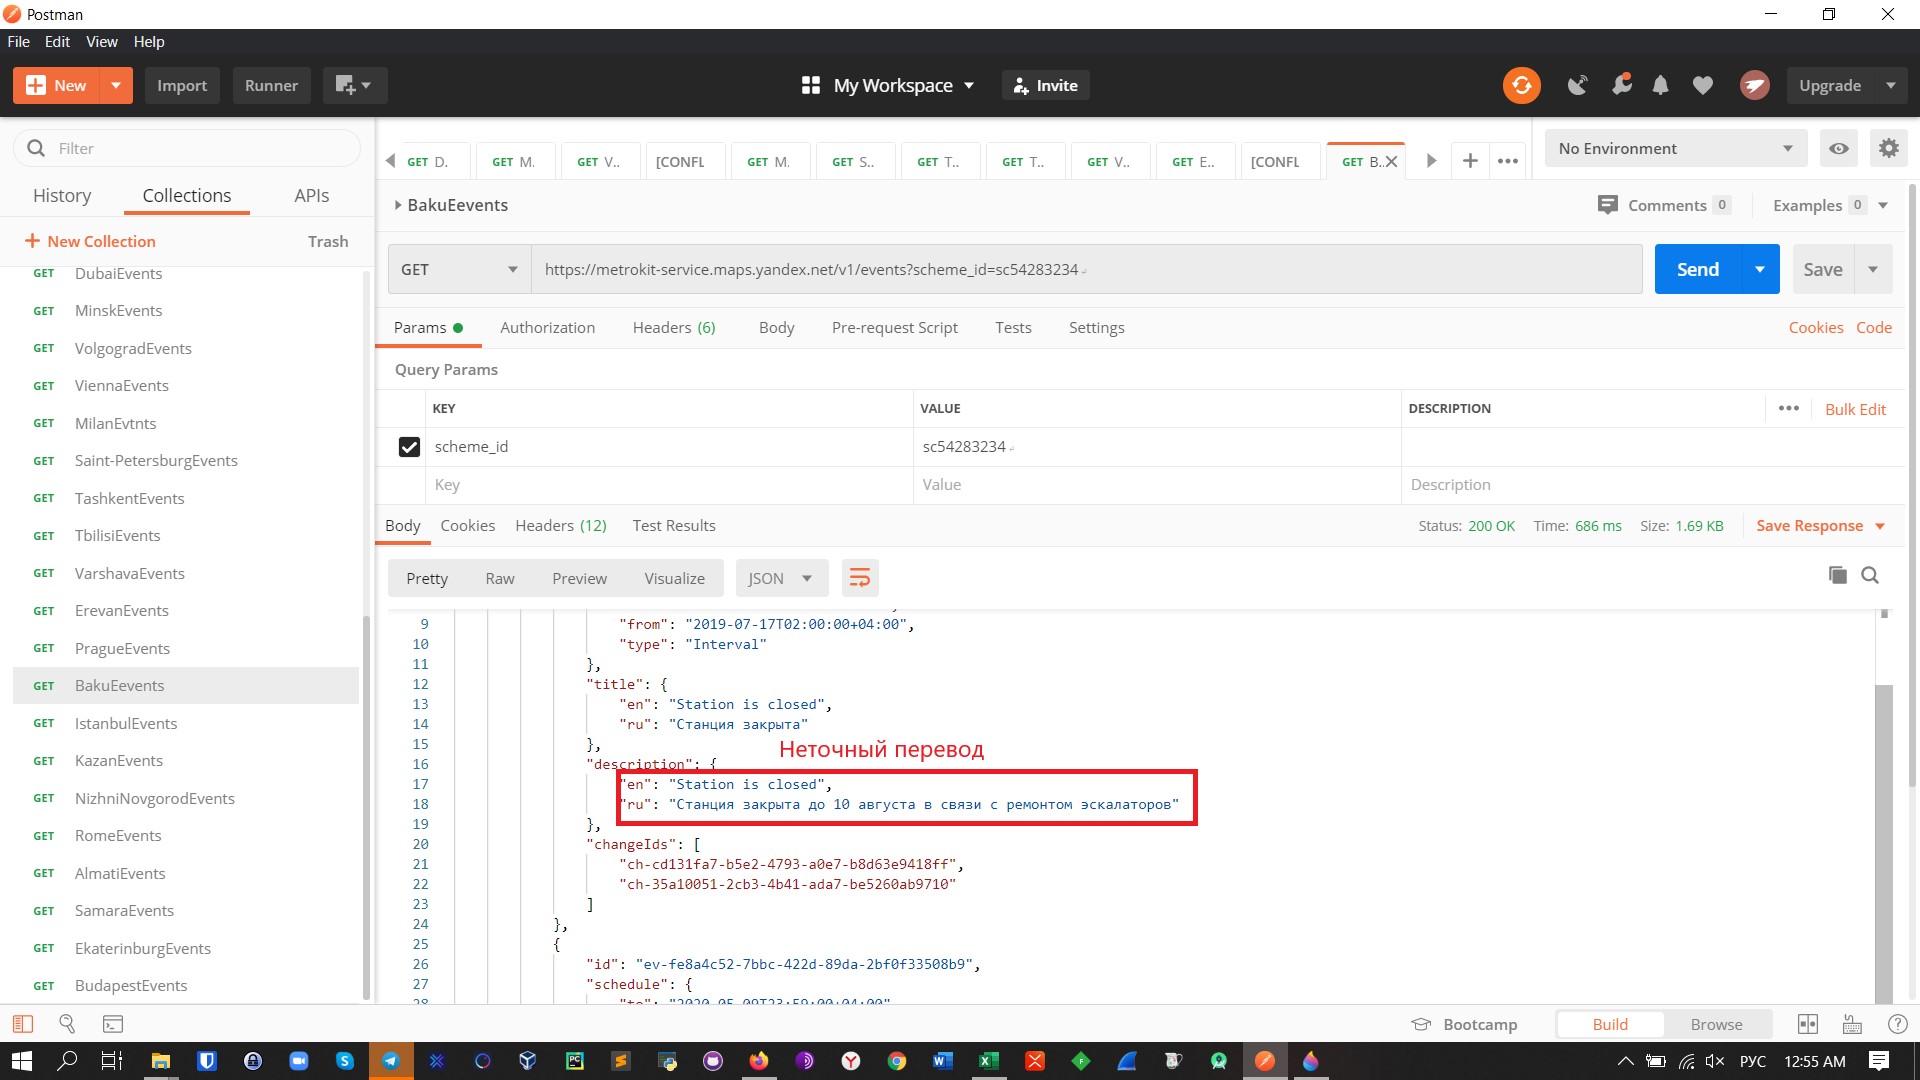 Postman
File Edit View Help
New Import Runner My Workspace Invite Upgrade
Filter
History Collections APIs
New Collection Trash
GET DubaiEvents
GET MinskEvents
GET VolgogradEvents
GET ViennaEvents
GET MilanEvtnts
GET Saint-PetersburgEvents
GET TashkentEvents
GET TbilisiEvents
GET VarshavaEvents
GET ErevanEvents
GET PragueEvents
GET BakuEevents
GET IstanbulEvents
GET KazanEvents
GET NizhniNovgorodEvents
GET RomeEvents
GET AlmatiEvents
GET SamaraEvents
GET EkaterinburgEvents
GET BudapestEvents
GET D. GET M. GET V.. [CONFL GET M. GET S.. GET T.. GET T.. GET V.. GET E.. [CONFL GET B..
No Environment
BakuEevents Comments 0 Examples 0
GET https://metrokit-service.maps.yandex.net/v1/events?scheme_id=sc54283234 Send Save
Params Authorization Headers (6) Body Pre-request Script Tests Settings Cookies Code
Query Params
KEY VALUE DESCRIPTION Bulk Edit
scheme_id sc54283234
Key Value Description
Body Cookies Headers (12) Test Results Status: 200 OK Time: 686 ms Size: 1.69 KB Save Response
Pretty Raw Preview Visualize JSON
9 "from": "2019-07-17T02:00:00+04:00",
10 "type": "Interval"
11 },
12 "title": {
13 "en": "Station is closed",
14 "ru": "Станция закрыта"
15 },
Неточный перевод
16 "description": {
17 "en": "Station is closed",
18 "ru": "Станция закрыта до 10 августа в связи с ремонтом эскалаторов"
19 },
20 "changeIds": [
21 "ch-cd131fa7-b5e2-4793-a0e7-b8d63e9418ff",
22 "ch-35a10051-2cb3-4b41-ada7-be5260ab9710"
23 ]
24 },
25 {
26 "id": "ev-fe8a4c52-7bbc-422d-89da-2bf0f33508b9",
27 "schedule": {
28 "to": "2020-05-09T23:59:00+04:00",
Bootcamp Build Browse
РУС 12:55 AM